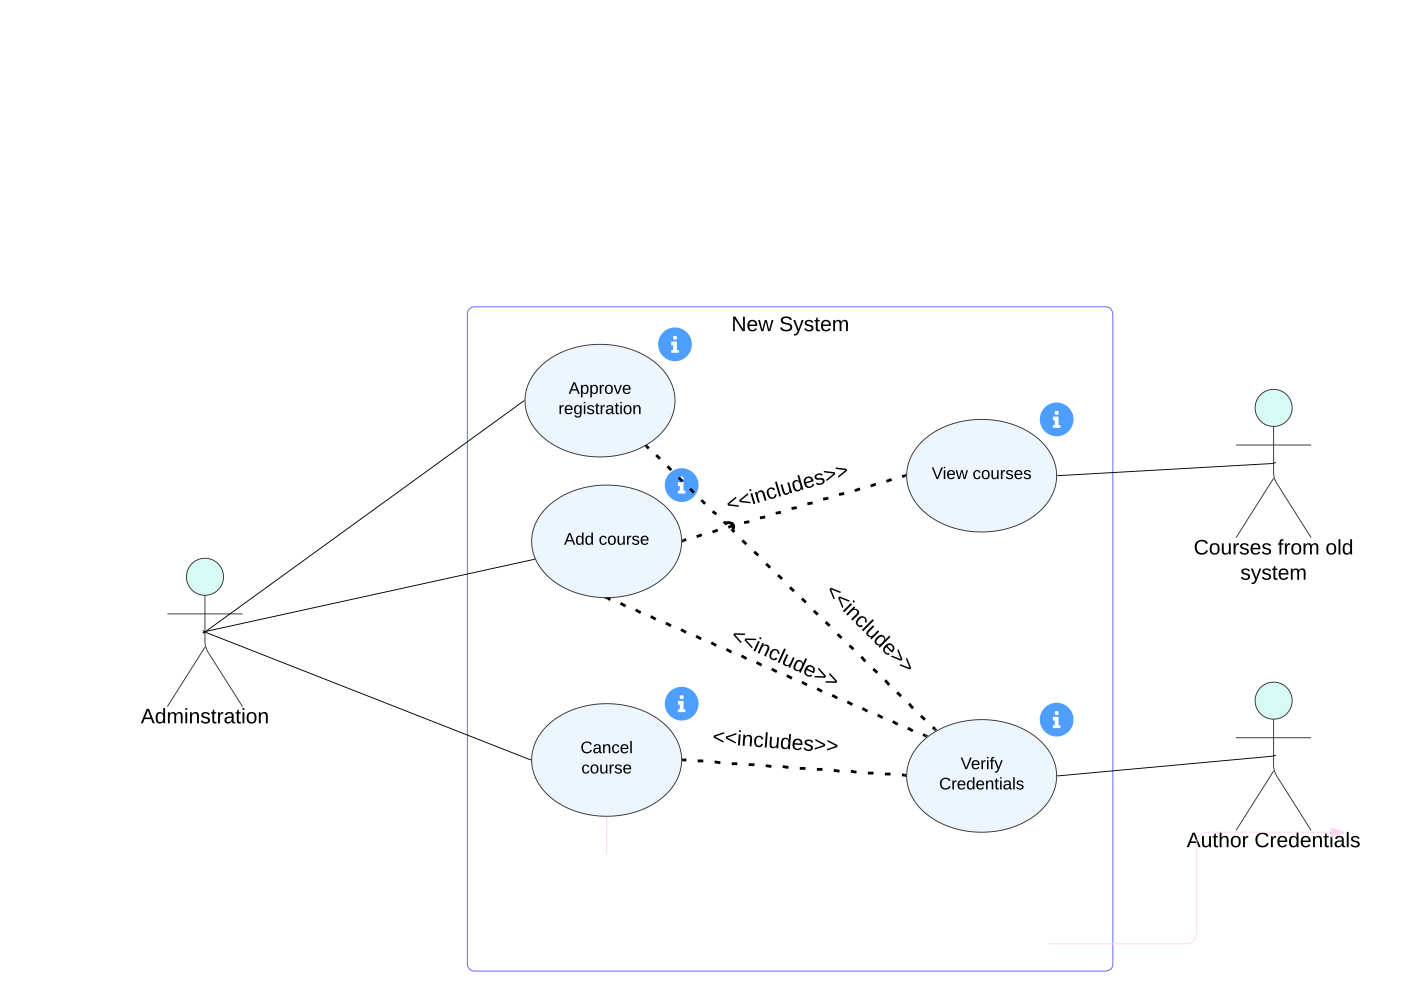 New System
Approve
registration
View courses
<<includes>>
Add course
Courses from old
system
<<include>>
<<include>>
Adminstration
Cancel
course
<<includes>>
Verify
Credentials
Author Credentials